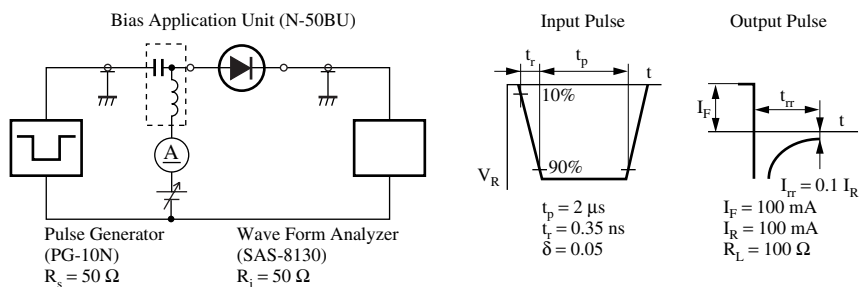 Bias Application Unit (N-50BU)
A
Pulse Generator
(PG-10N)
Rs = 50 Ω
Wave Form Analyzer
(SAS-8130)
Ri = 50 Ω
Input Pulse
tr
tp
t
10%
90%
VR
tp = 2 μs
tr = 0.35 ns
δ = 0.05
Output Pulse
IF
trr
t
Irr = 0.1 IR
IF = 100 mA
IR = 100 mA
RL = 100 Ω